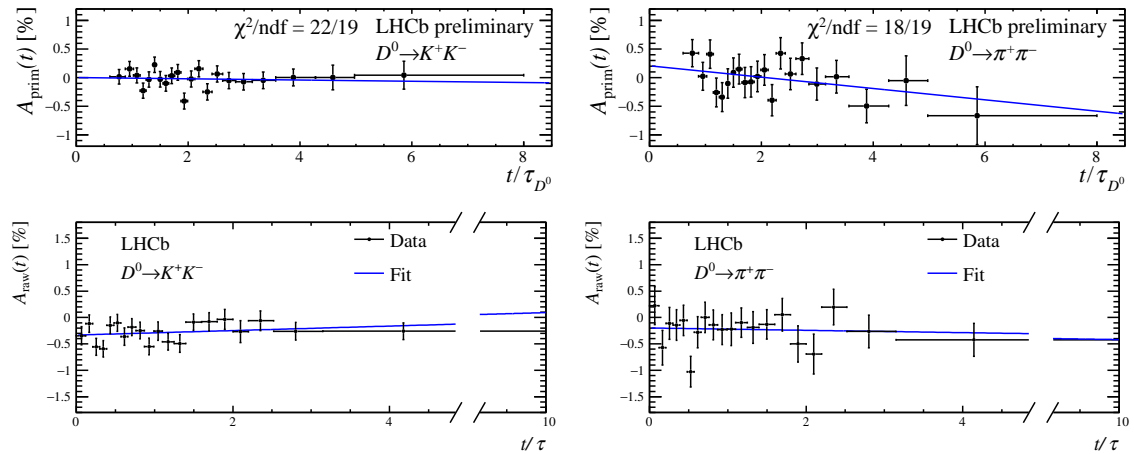 χ²/ndf = 22/19 LHCb preliminary
D⁰→K⁺K⁻
A_prim(t) [%]
1
0.5
0
−0.5
−1
0 2 4 6 8
t/τ_D⁰
χ²/ndf = 18/19 LHCb preliminary
D⁰→π⁺π⁻
A_prim(t) [%]
1
0.5
0
−0.5
−1
0 2 4 6 8
t/τ_D⁰
LHCb
D⁰→K⁺K⁻
Data
Fit
A_raw(t) [%]
1.5
1
0.5
0
−0.5
−1
−1.5
0 2 4 10
t/τ
LHCb
D⁰→π⁺π⁻
Data
Fit
A_raw(t) [%]
1.5
1
0.5
0
−0.5
−1
−1.5
0 2 4 10
t/τ